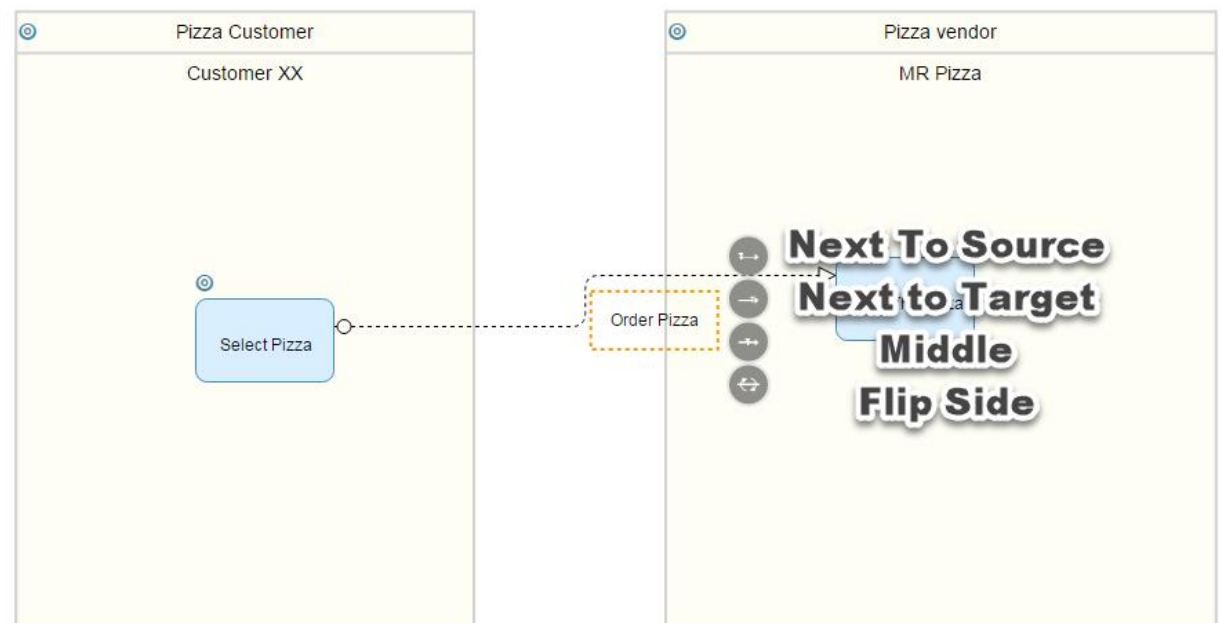 Pizza Customer
Pizza vendor
Customer XX
MR Pizza
Next To Source
Next to Target
Order Pizza
Select Pizza
Middle
Flip Side